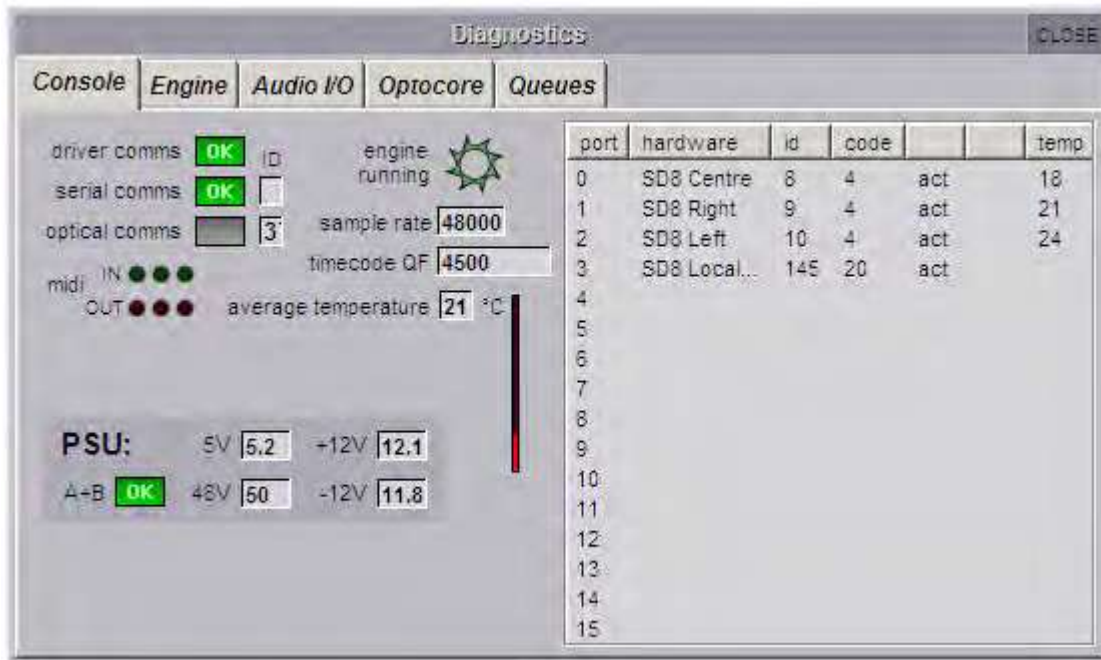 Diagnostics
CLOSE
Console Engine Audio I/O Optocore Queues
driver comms OK ID
serial comms OK
optical comms 3
midi IN
OUT
engine running
sample rate 48000
timecode QF 4500
average temperature 21 °C
PSU: 5V 5.2 +12V 12.1
A+B OK 48V 50 -12V 11.8
port hardware id code temp
0 SD8 Centre 8 4 act 18
1 SD8 Right 9 4 act 21
2 SD8 Left 10 4 act 24
3 SD8 Local... 145 20 act
4
5
6
7
8
9
10
11
12
13
14
15